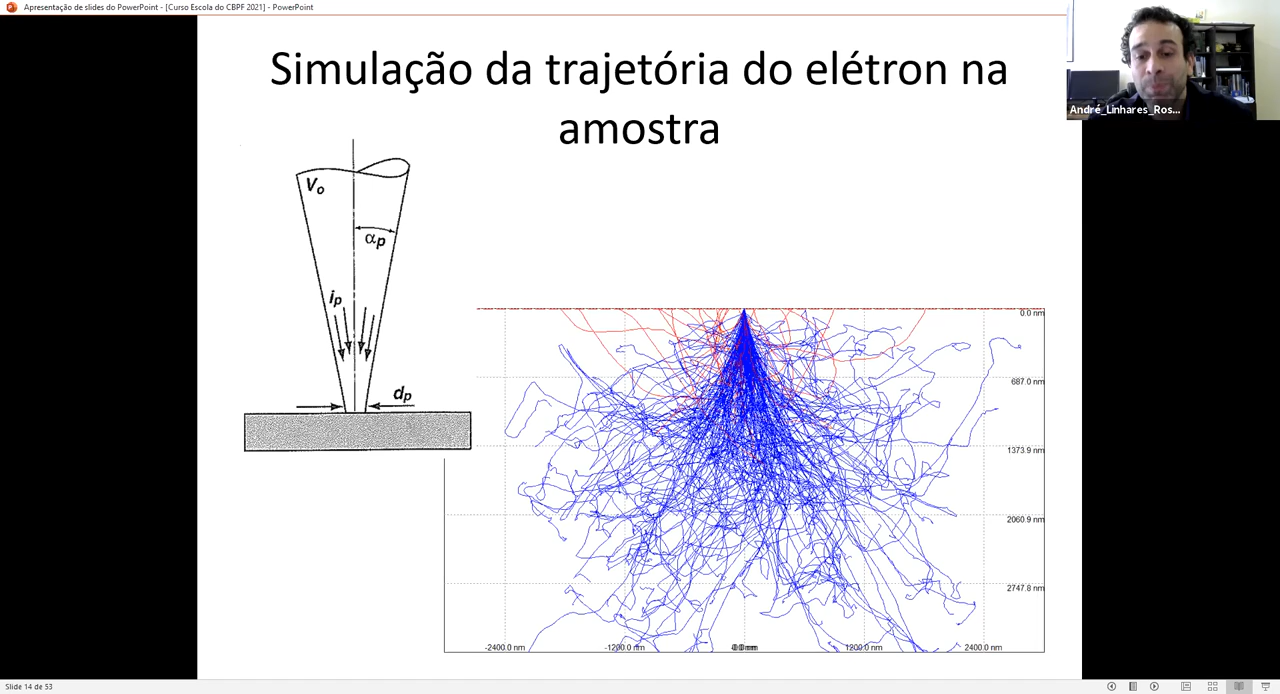 Apresentação de slides do PowerPoint - [Curso Escola do CBPF 2021] - PowerPoint
André_Linhares_Ros...
Simulação da trajetória do elétron na
amostra
Vo
αp
ip
dp
0.0 nm
687.0 nm
1373.9 nm
2060.9 nm
2747.8 nm
-2400.0 nm
-1200.0 nm
1200.0 nm
2400.0 nm
Slide 14 de 53